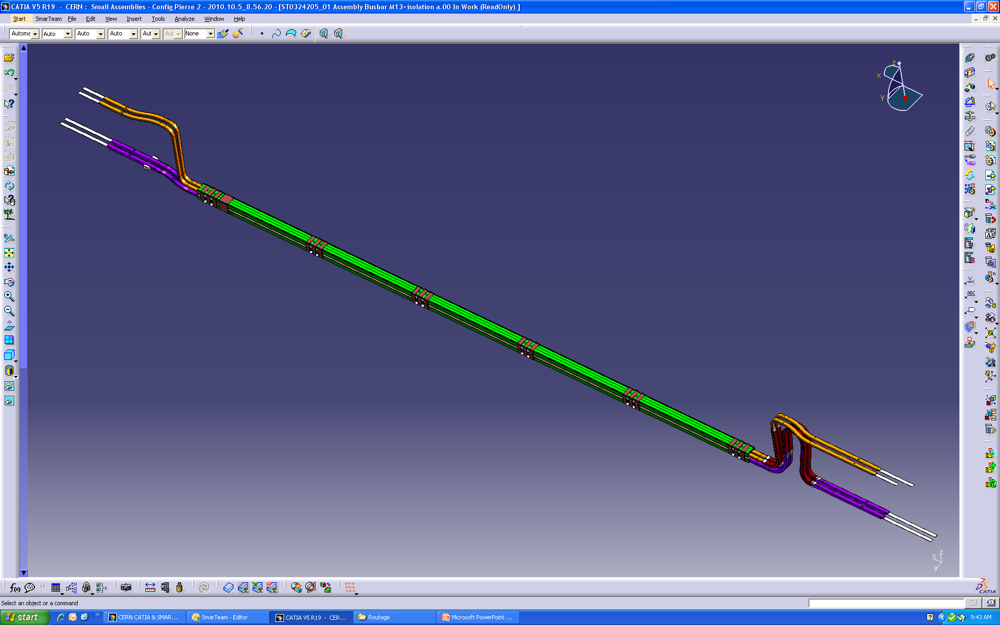 CATIA V5 R19 - CERN : Small Assemblies - Config Pierre 2 - 2010.10.5_8.56.20 - [ST0324205_01 Assembly Busbar M13+isolation a.00 In Work (ReadOnly) ]
Start SmarTeam File Edit View Insert Tools Analyze Window Help
Automa Auto Auto Auto Aut Aut None
z
x
y
ABC
z
x
y
f(x)
CATIA
Select an object or a command
start CERN CATIA & SMAR... SmarTeam - Editor CATIA V5 R19 - CER... Routage Microsoft PowerPoint ... 9:43 AM